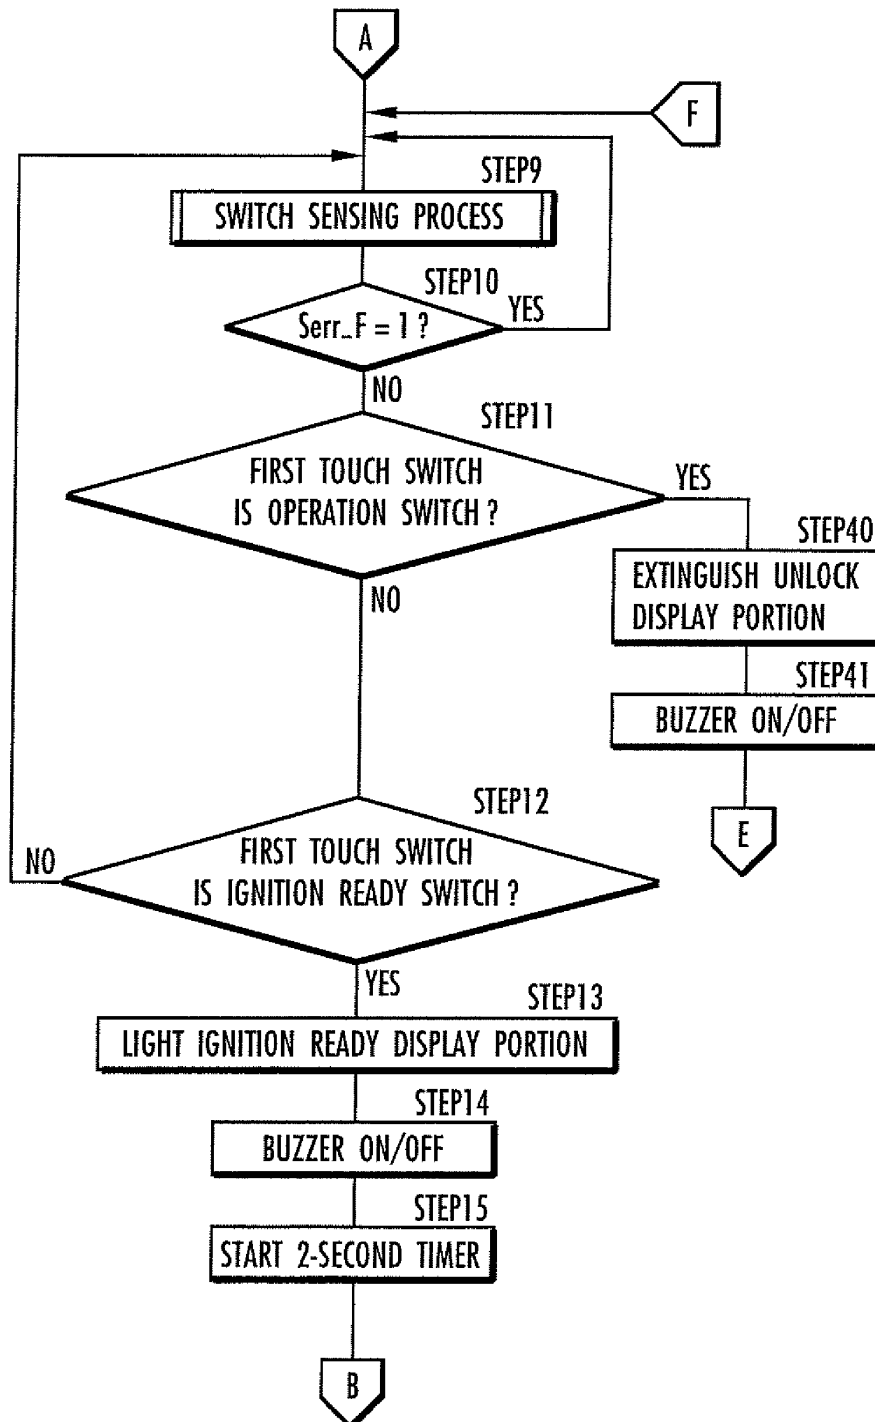 A
F
STEP9
SWITCH SENSING PROCESS
STEP10
Serr_F = 1 ?
YES
NO
STEP11
FIRST TOUCH SWITCH
IS OPERATION SWITCH ?
YES
NO
STEP40
EXTINGUISH UNLOCK
DISPLAY PORTION
STEP41
BUZZER ON/OFF
E
STEP12
FIRST TOUCH SWITCH
IS IGNITION READY SWITCH ?
NO
YES
STEP13
LIGHT IGNITION READY DISPLAY PORTION
STEP14
BUZZER ON/OFF
STEP15
START 2-SECOND TIMER
B